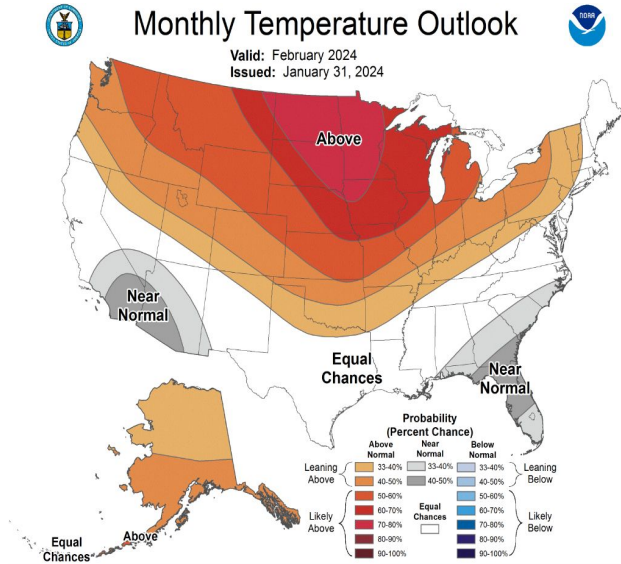 Monthly Temperature Outlook
NOAA
Valid: February 2024
Issued: January 31, 2024
Above
Near
Normal
Equal
Chances
Near
Normal
Above
Equal
Chances
Probability
(Percent Chance)
Above
Normal
Near
Normal
Below
Normal
Leaning
Above
33-40% 33-40% 33-40%
40-50% 40-50% 40-50%
Leaning
Below
Likely
Above
50-60% 50-60%
60-70% 60-70%
70-80% 70-80%
80-90% 80-90%
90-100% 90-100%
Equal
Chances
Likely
Below